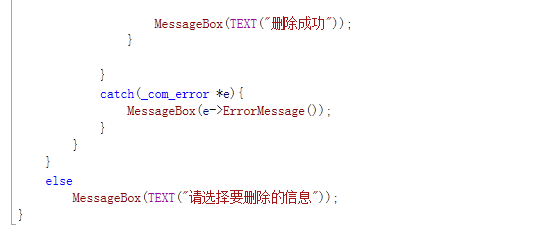 MessageBox(TEXT("删除成功"));
}
}
catch(_com_error *e){
MessageBox(e->ErrorMessage());
}
}
}
else
MessageBox(TEXT("请选择要删除的信息"));
}